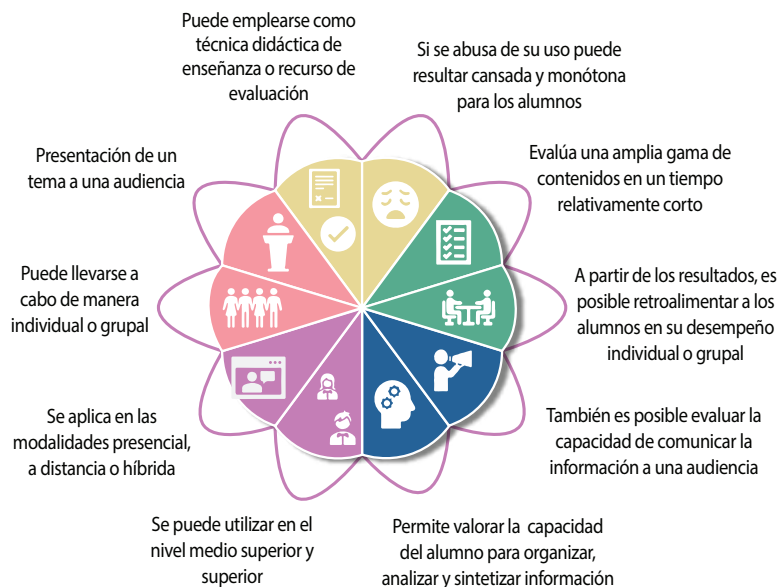 Puede emplearse como
técnica didáctica de
enseñanza o recurso de
evaluación
Si se abusa de su uso puede
resultar cansada y monótona
para los alumnos
Presentación de un
tema a una audiencia
Evalúa una amplia gama de
contenidos en un tiempo
relativamente corto
Puede llevarse a
cabo de manera
individual o grupal
A partir de los resultados, es
posible retroalimentar a los
alumnos en su desempeño
individual o grupal
Se aplica en las
modalidades presencial,
a distancia o híbrida
También es posible evaluar la
capacidad de comunicar la
información a una audiencia
Se puede utilizar en el
nivel medio superior y
superior
Permite valorar la capacidad
del alumno para organizar,
analizar y sintetizar información